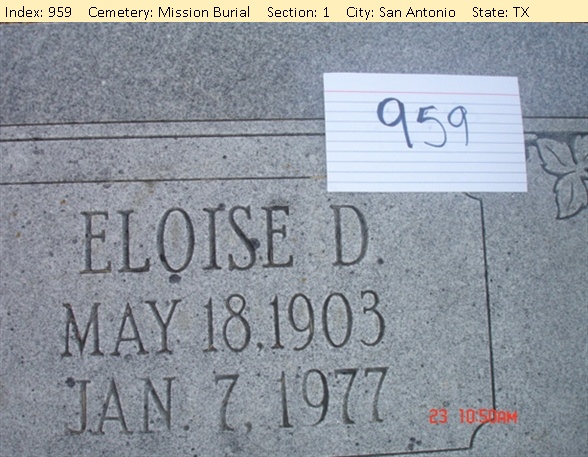 Index: 959 Cemetery: Mission Burial Section: 1 City: San Antonio State: TX
959
ELOISE D.
MAY 18, 1903
JAN. 7, 1977
23 10:50AM